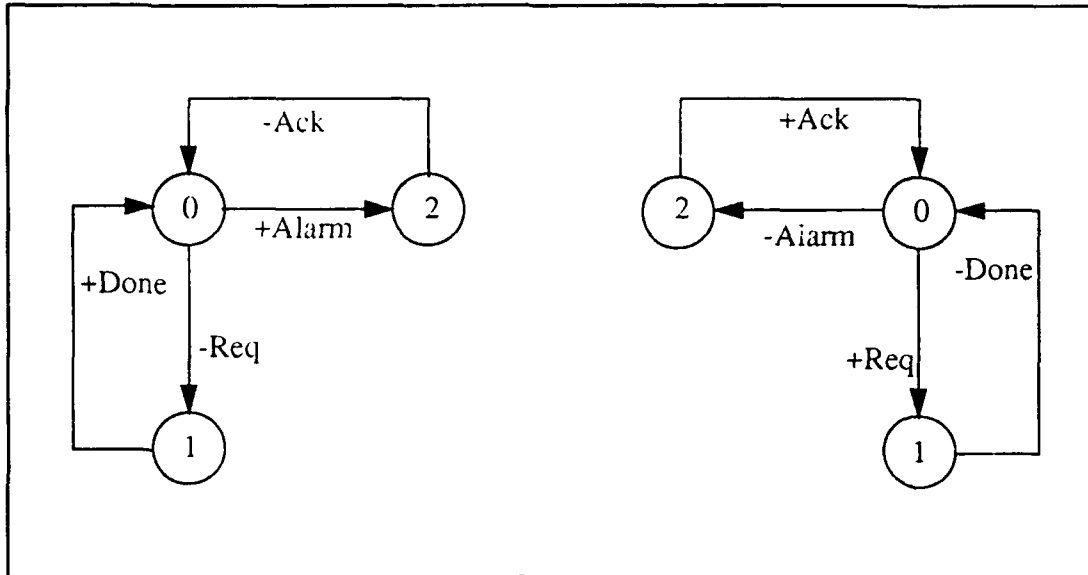 -Ack
0
+Alarm
2
+Done
-Req
1
+Ack
2
-Aiarm
0
-Done
+Req
1